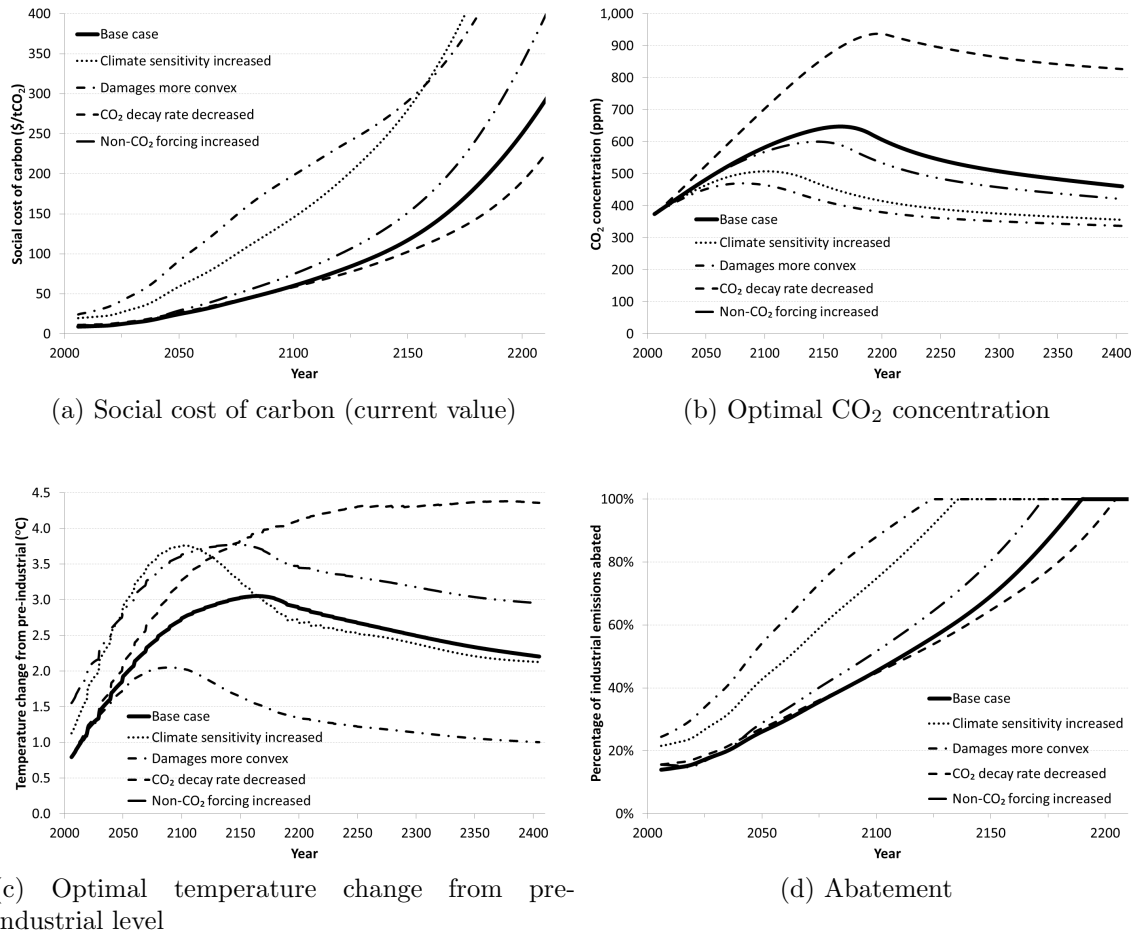 400
350
300
250
200
150
100
50
0
Social cost of carbon ($/tCO₂)
Base case
Climate sensitivity increased
Damages more convex
CO₂ decay rate decreased
Non-CO₂ forcing increased
2000 2050 2100 2150 2200
Year
(a) Social cost of carbon (current value)
1,000
900
800
700
600
500
400
300
200
100
0
CO₂ concentration (ppm)
Base case
Climate sensitivity increased
Damages more convex
CO₂ decay rate decreased
Non-CO₂ forcing increased
2000 2050 2100 2150 2200 2250 2300 2350 2400
Year
(b) Optimal CO₂ concentration
4.5
4.0
3.5
3.0
2.5
2.0
1.5
1.0
0.5
0.0
Temperature change from pre-industrial (°C)
Base case
Climate sensitivity increased
Damages more convex
CO₂ decay rate decreased
Non-CO₂ forcing increased
2000 2050 2100 2150 2200 2250 2300 2350 2400
Year
(c) Optimal temperature change from pre-
industrial level
100%
80%
60%
40%
20%
0%
Percentage of industrial emissions abated
Base case
Climate sensitivity increased
Damages more convex
CO₂ decay rate decreased
Non-CO₂ forcing increased
2000 2050 2100 2150 2200
Year
(d) Abatement